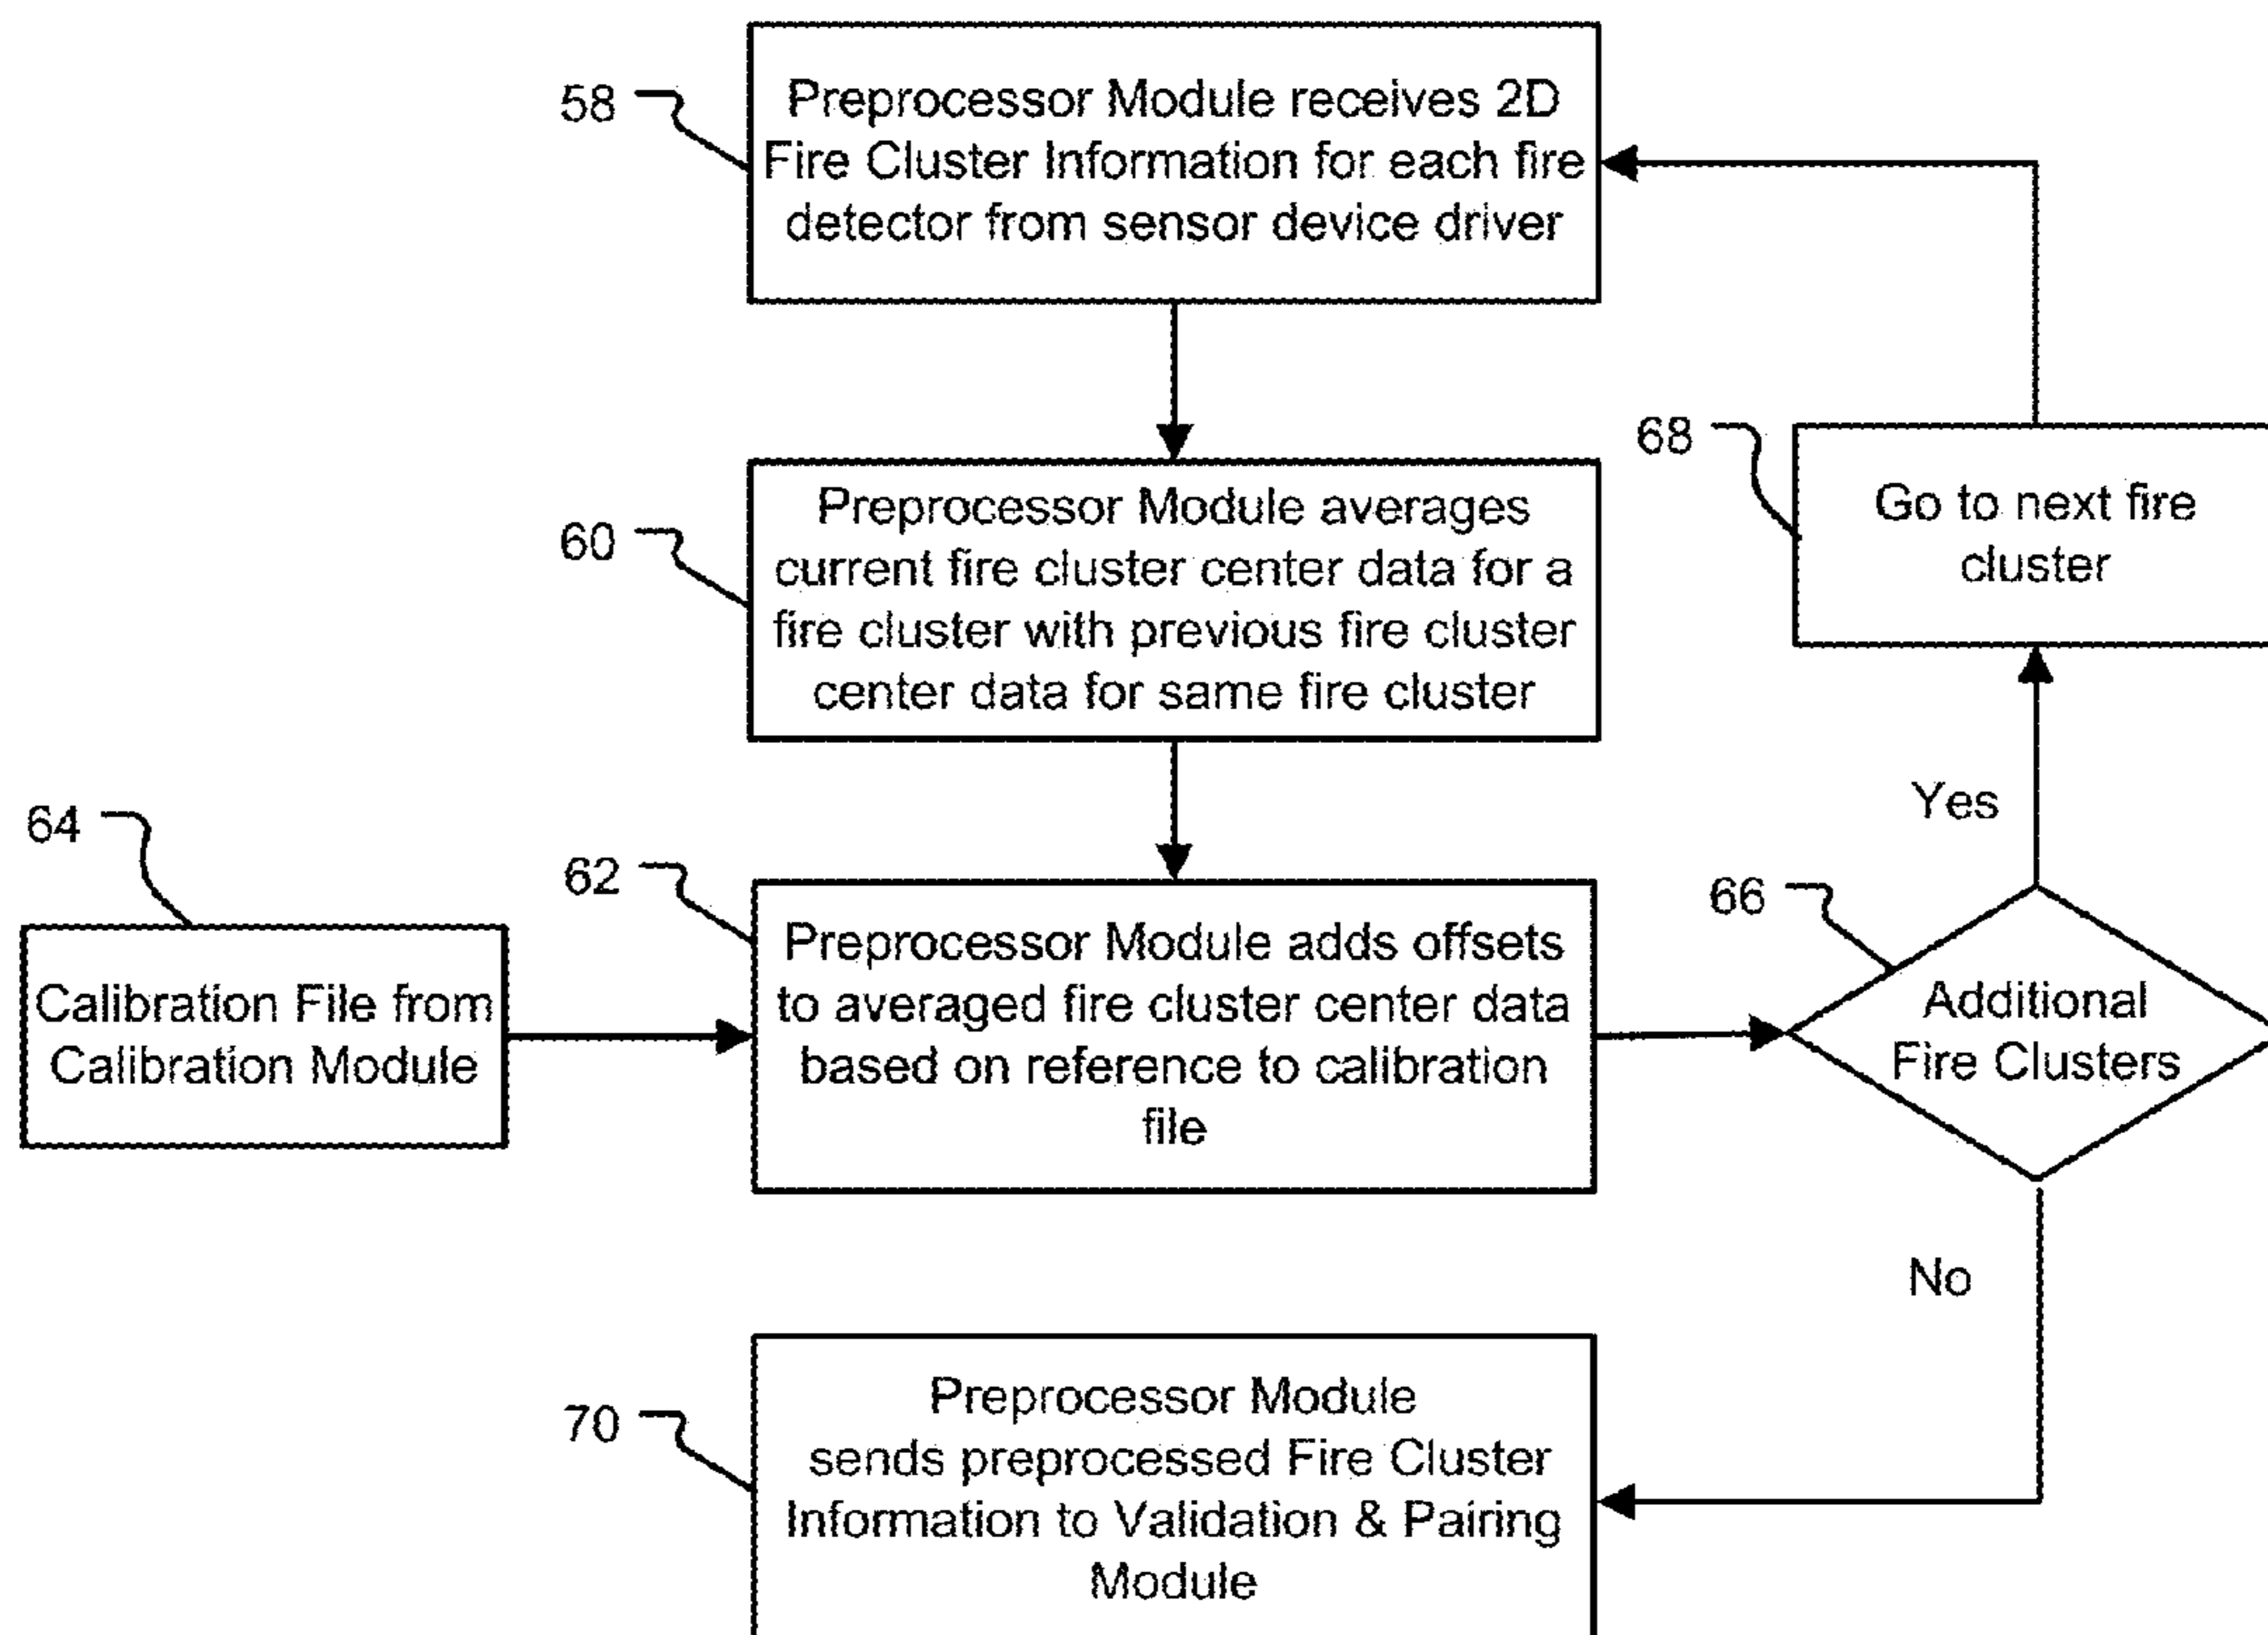 58
Preprocessor Module receives 2D
Fire Cluster Information for each fire
detector from sensor device driver
60
Preprocessor Module averages
current fire cluster center data for a
fire cluster with previous fire cluster
center data for same fire cluster
68
Go to next fire
cluster
Yes
64
Calibration File from
Calibration Module
62
Preprocessor Module adds offsets
to averaged fire cluster center data
based on reference to calibration
file
66
Additional
Fire Clusters
No
70
Preprocessor Module
sends preprocessed Fire Cluster
Information to Validation & Pairing
Module